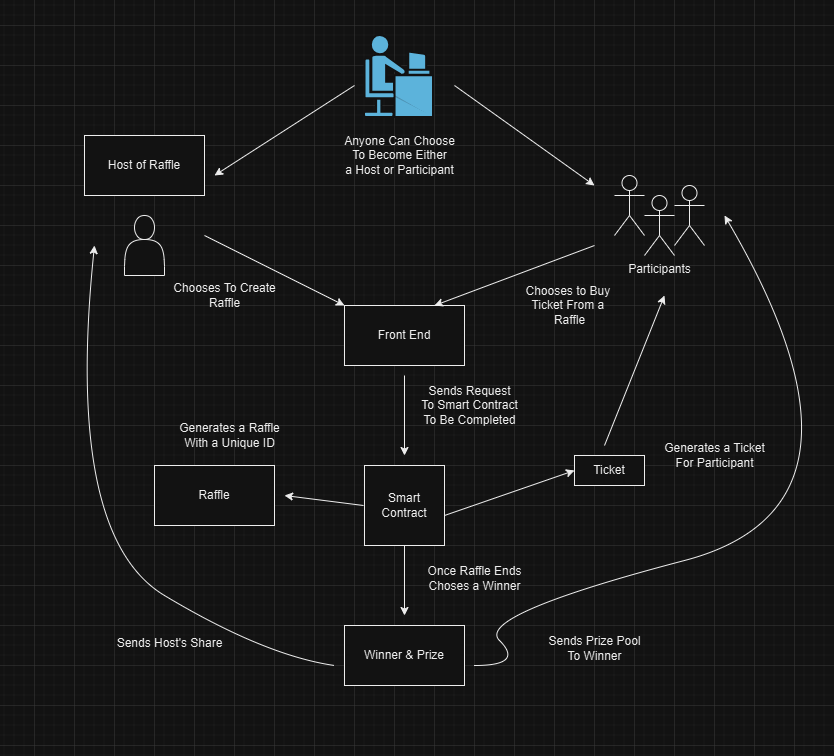 Anyone Can Choose
To Become Either
a Host or Participant
Host of Raffle
Participants
Chooses To Create
Raffle
Chooses to Buy
Ticket From a
Raffle
Front End
Sends Request
To Smart Contract
To Be Completed
Generates a Raffle
With a Unique ID
Generates a Ticket
For Participant
Ticket
Raffle
Smart
Contract
Once Raffle Ends
Choses a Winner
Sends Host's Share
Winner & Prize
Sends Prize Pool
To Winner